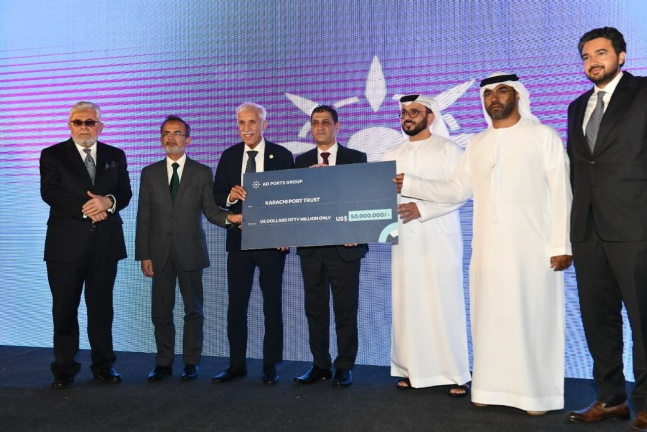 AD PORTS GROUP
KARACHI PORT TRUST
US DOLLARS FIFTY MILLION ONLY US$ 50,000,000/-